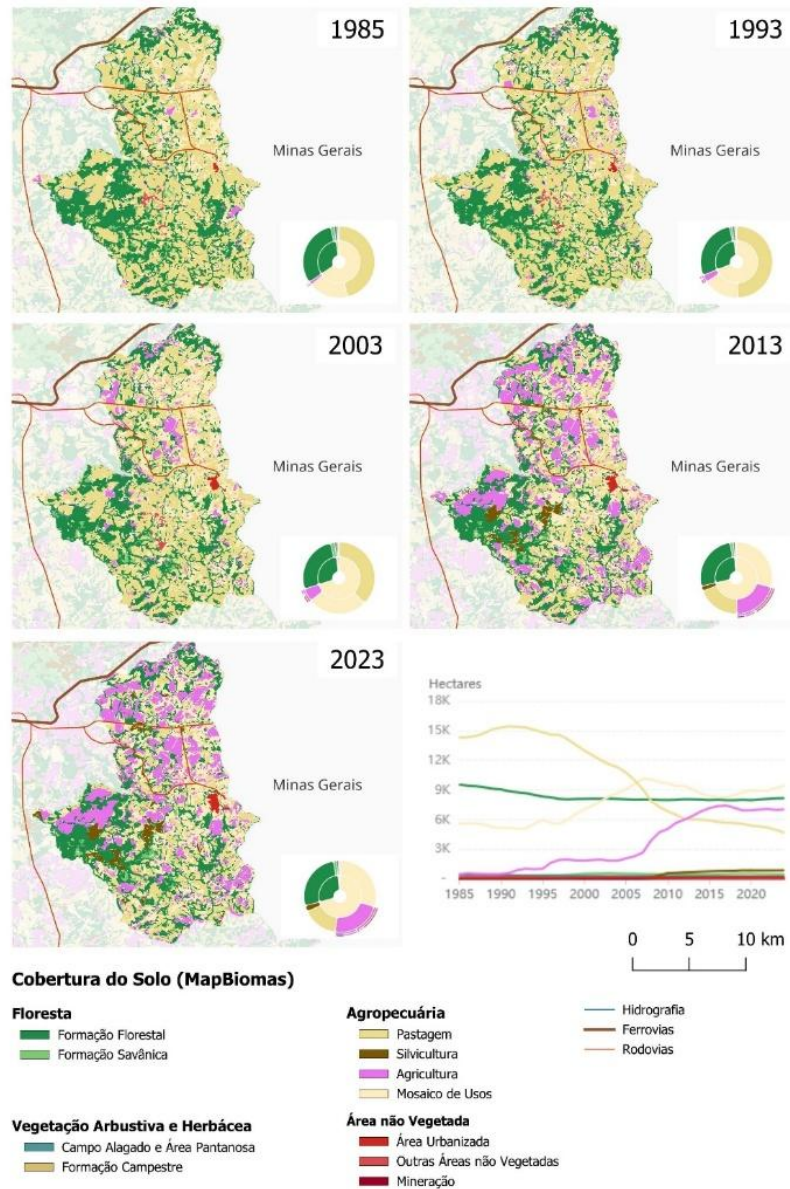 1985
1993
Minas Gerais
Minas Gerais
2003
2013
Minas Gerais
Minas Gerais
2023
Minas Gerais
Hectares
18K
15K
12K
9K
6K
3K
-
1985 1990 1995 2000 2005 2010 2015 2020
0 5 10 km
Cobertura do Solo (MapBiomas)
Floresta
Formação Florestal
Formação Savânica
Vegetação Arbustiva e Herbácea
Campo Alagado e Área Pantanosa
Formação Campestre
Agropecuária
Pastagem
Silvicultura
Agricultura
Mosaico de Usos
Área não Vegetada
Área Urbanizada
Outras Áreas não Vegetadas
Mineração
Hidrografia
Ferrovias
Rodovias